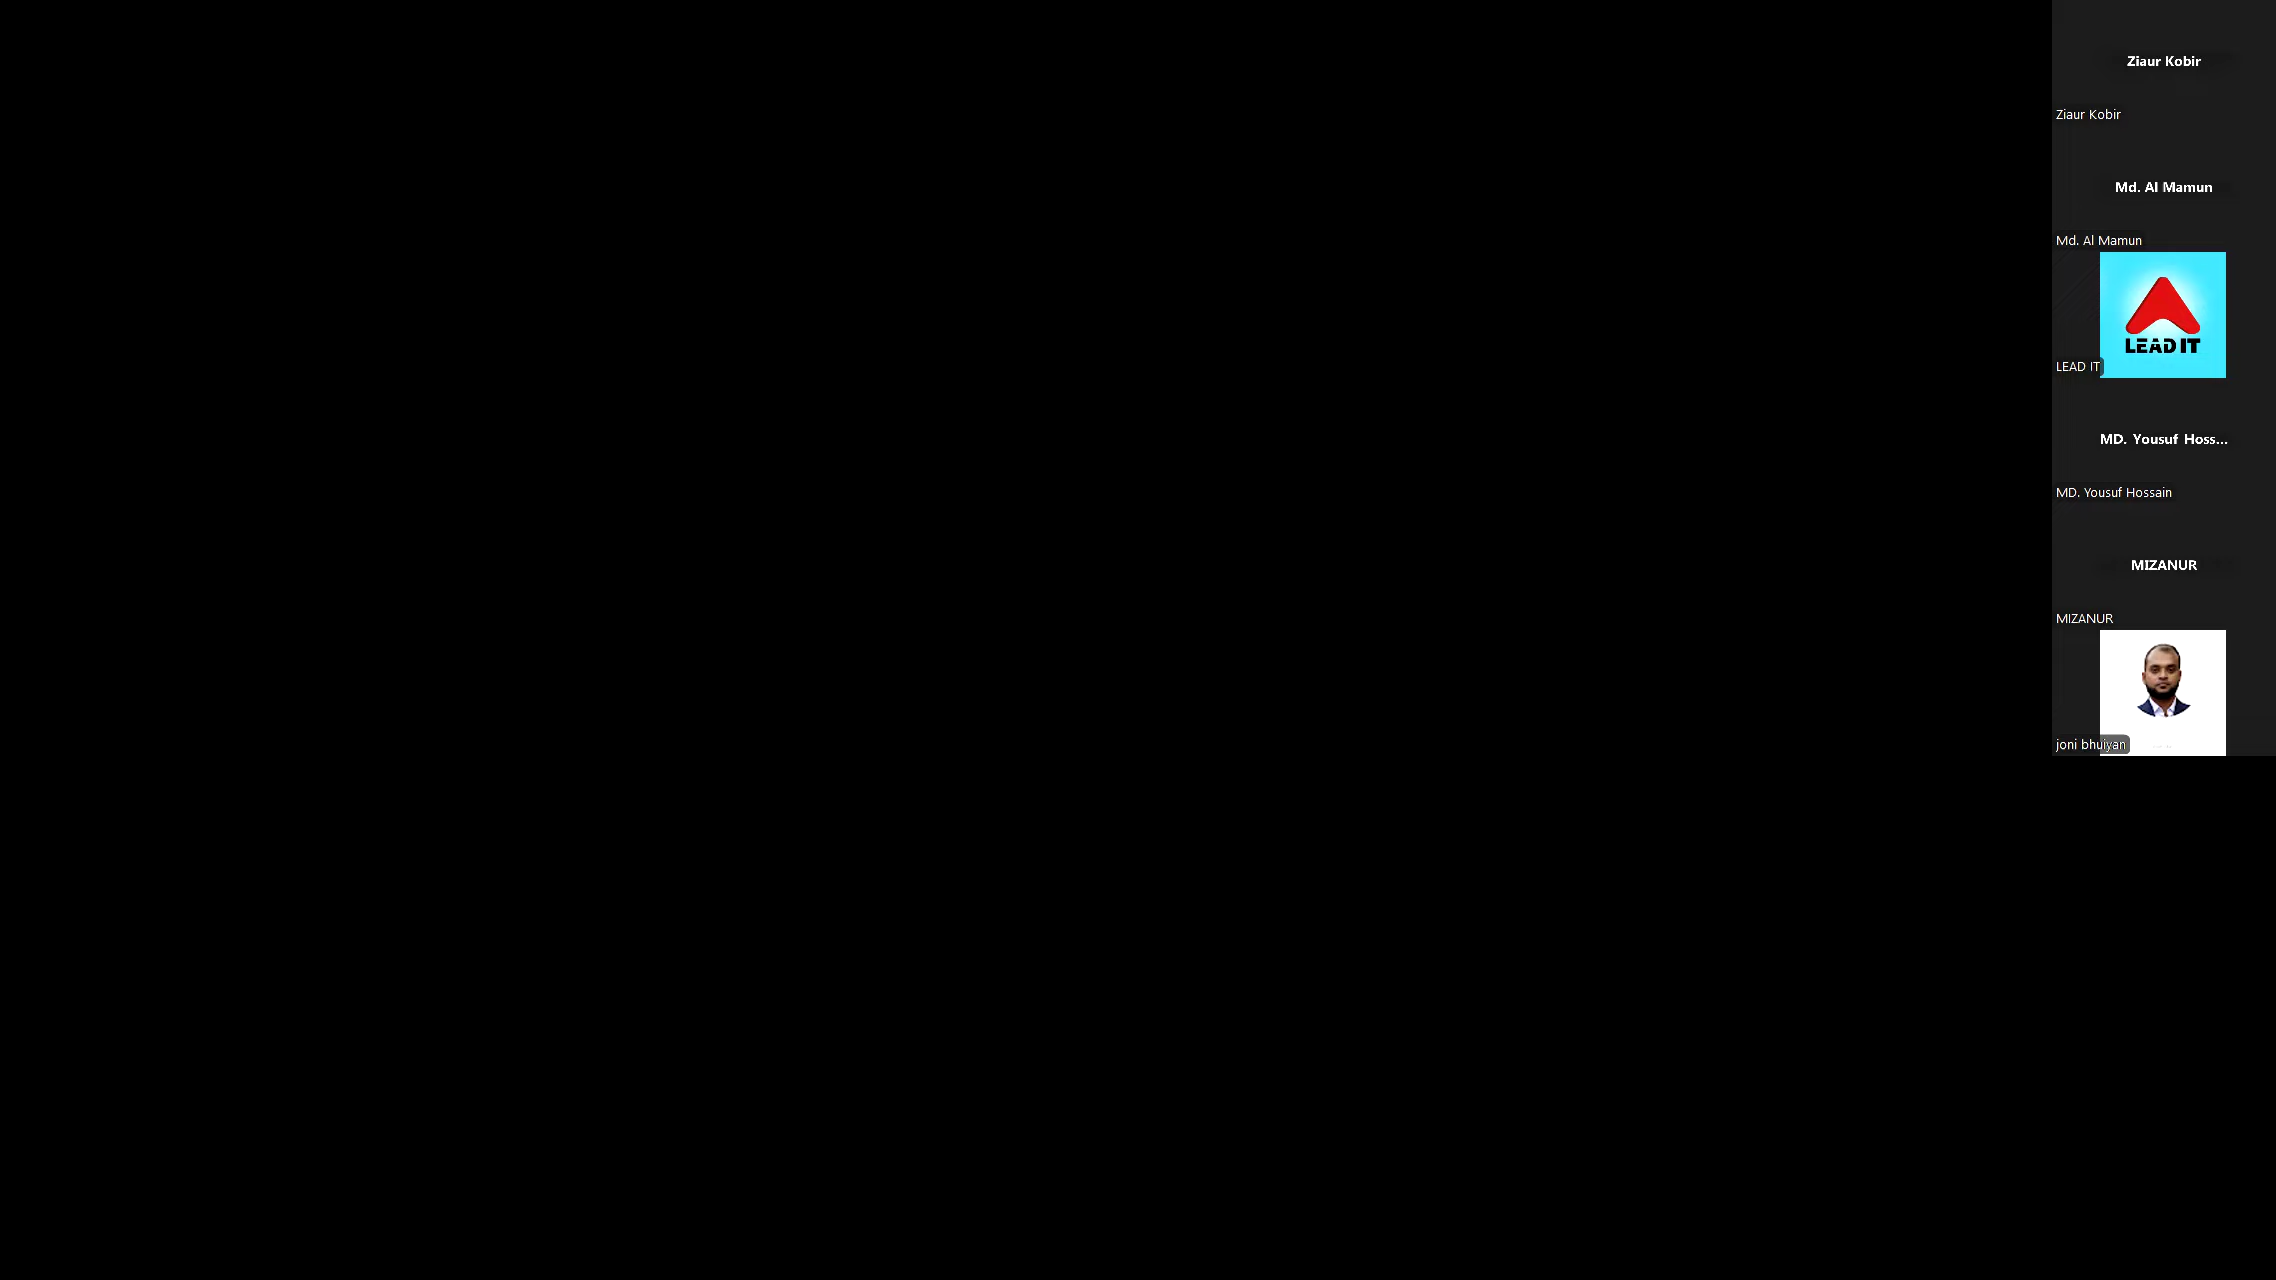 Ziaur Kobir
Ziaur Kobir
Md. Al Mamun
Md. Al Mamun
LEAD IT
LEAD IT
MD. Yousuf Hoss...
MD. Yousuf Hossain
MIZANUR
MIZANUR
joni bhuiyan